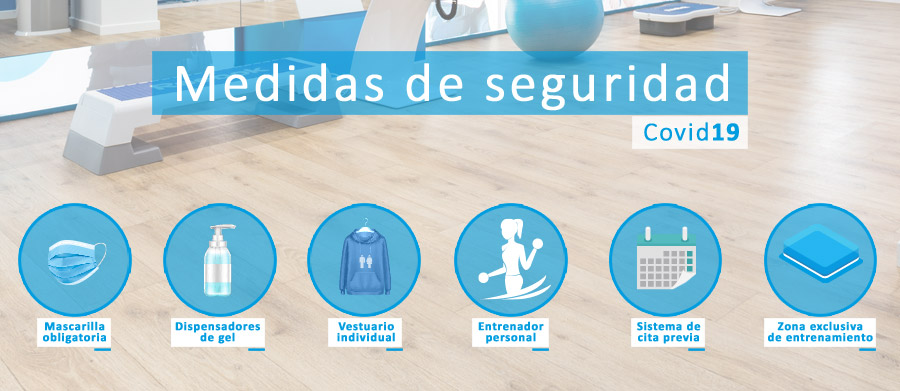 Medidas de seguridad
Covid19
Mascarilla
obligatoria
Dispensadores
de gel
Vestuario
individual
Entrenador
personal
Sistema de
cita previa
Zona exclusiva
de entrenamiento